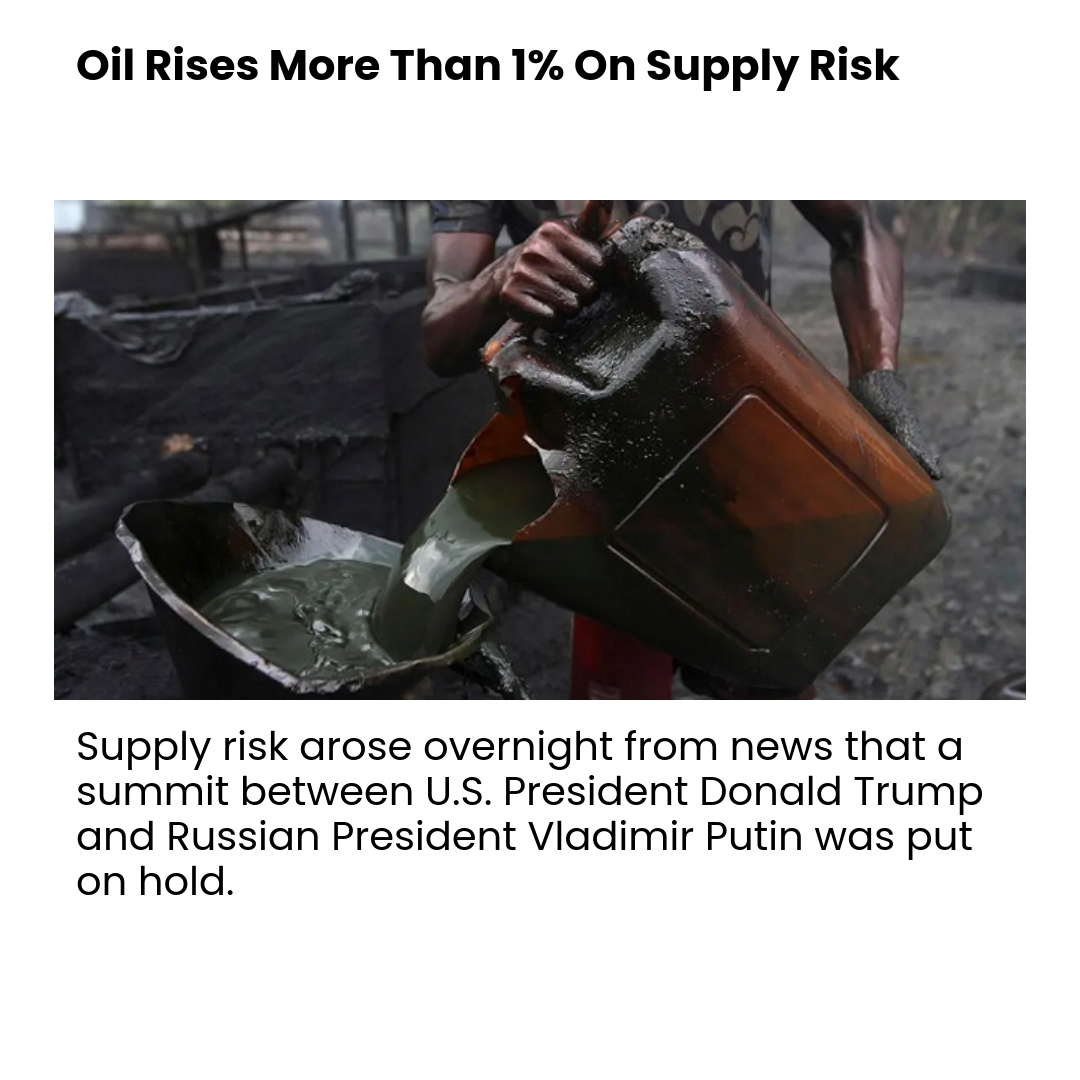 Oil Rises More Than 1% On Supply Risk
Supply risk arose overnight from news that a
summit between U.S. President Donald Trump
and Russian President Vladimir Putin was put
on hold.